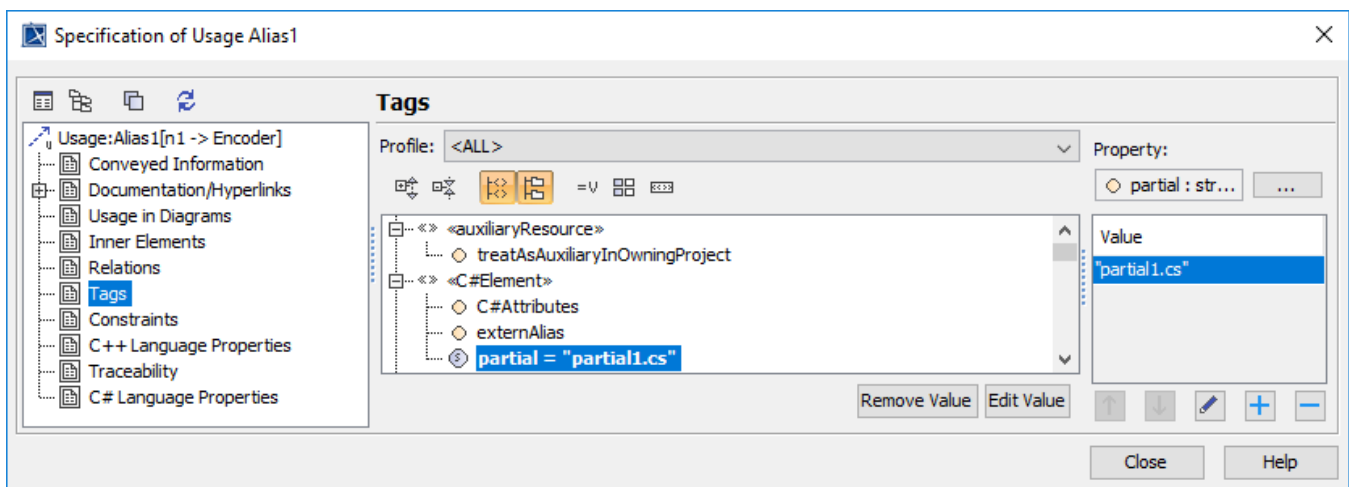 Specification of Usage Alias1
Usage:Alias1[n1 -> Encoder]
Conveyed Information
Documentation/Hyperlinks
Usage in Diagrams
Inner Elements
Relations
Tags
Constraints
C++ Language Properties
Traceability
C# Language Properties
Tags
Profile: <ALL>
=V
«» «auxiliaryResource»
treatAsAuxiliaryInOwningProject
«» «C#Element»
C#Attributes
externAlias
partial = "partial1.cs"
Remove Value Edit Value
Property:
partial : str... ...
Value
"partial1.cs"
Close Help